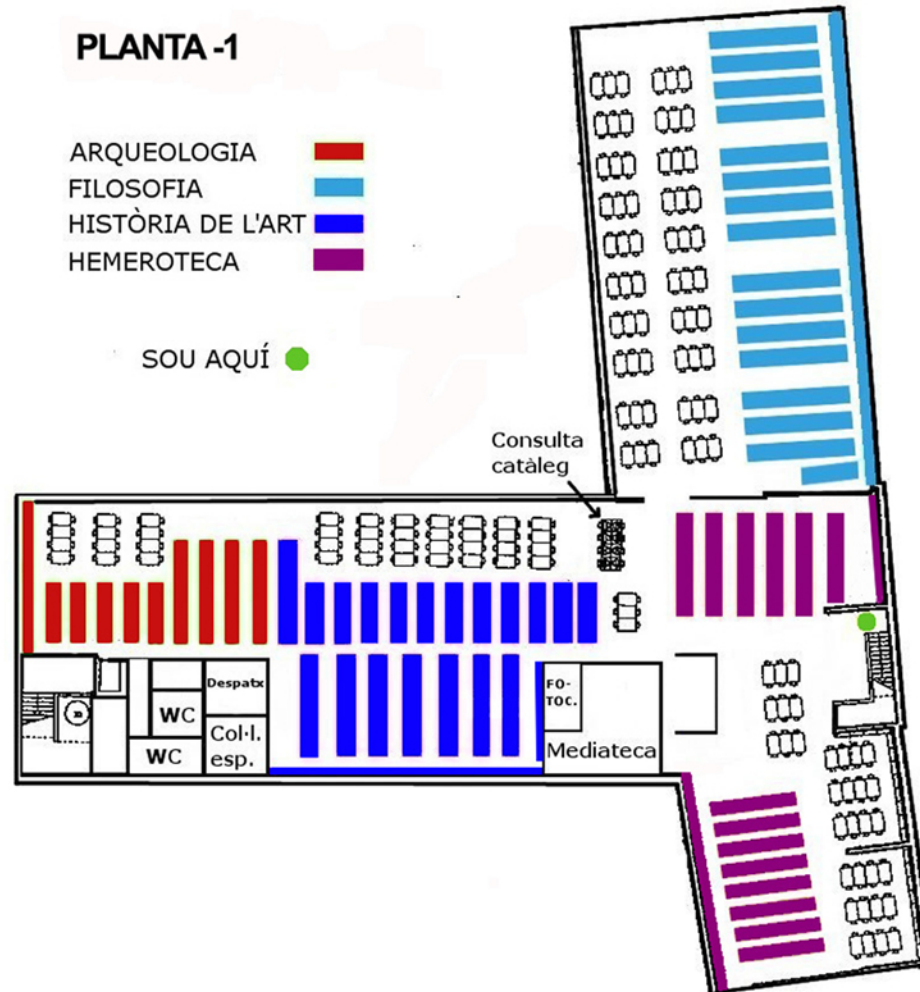 PLANTA -1
ARQUEOLOGIA
FILOSOFIA
HISTÒRIA DE L'ART
HEMEROTECA
SOU AQUÍ
Consulta
catàleg
Despatx
WC
Col·l.
esp.
WC
FO-
TOC.
Mediateca